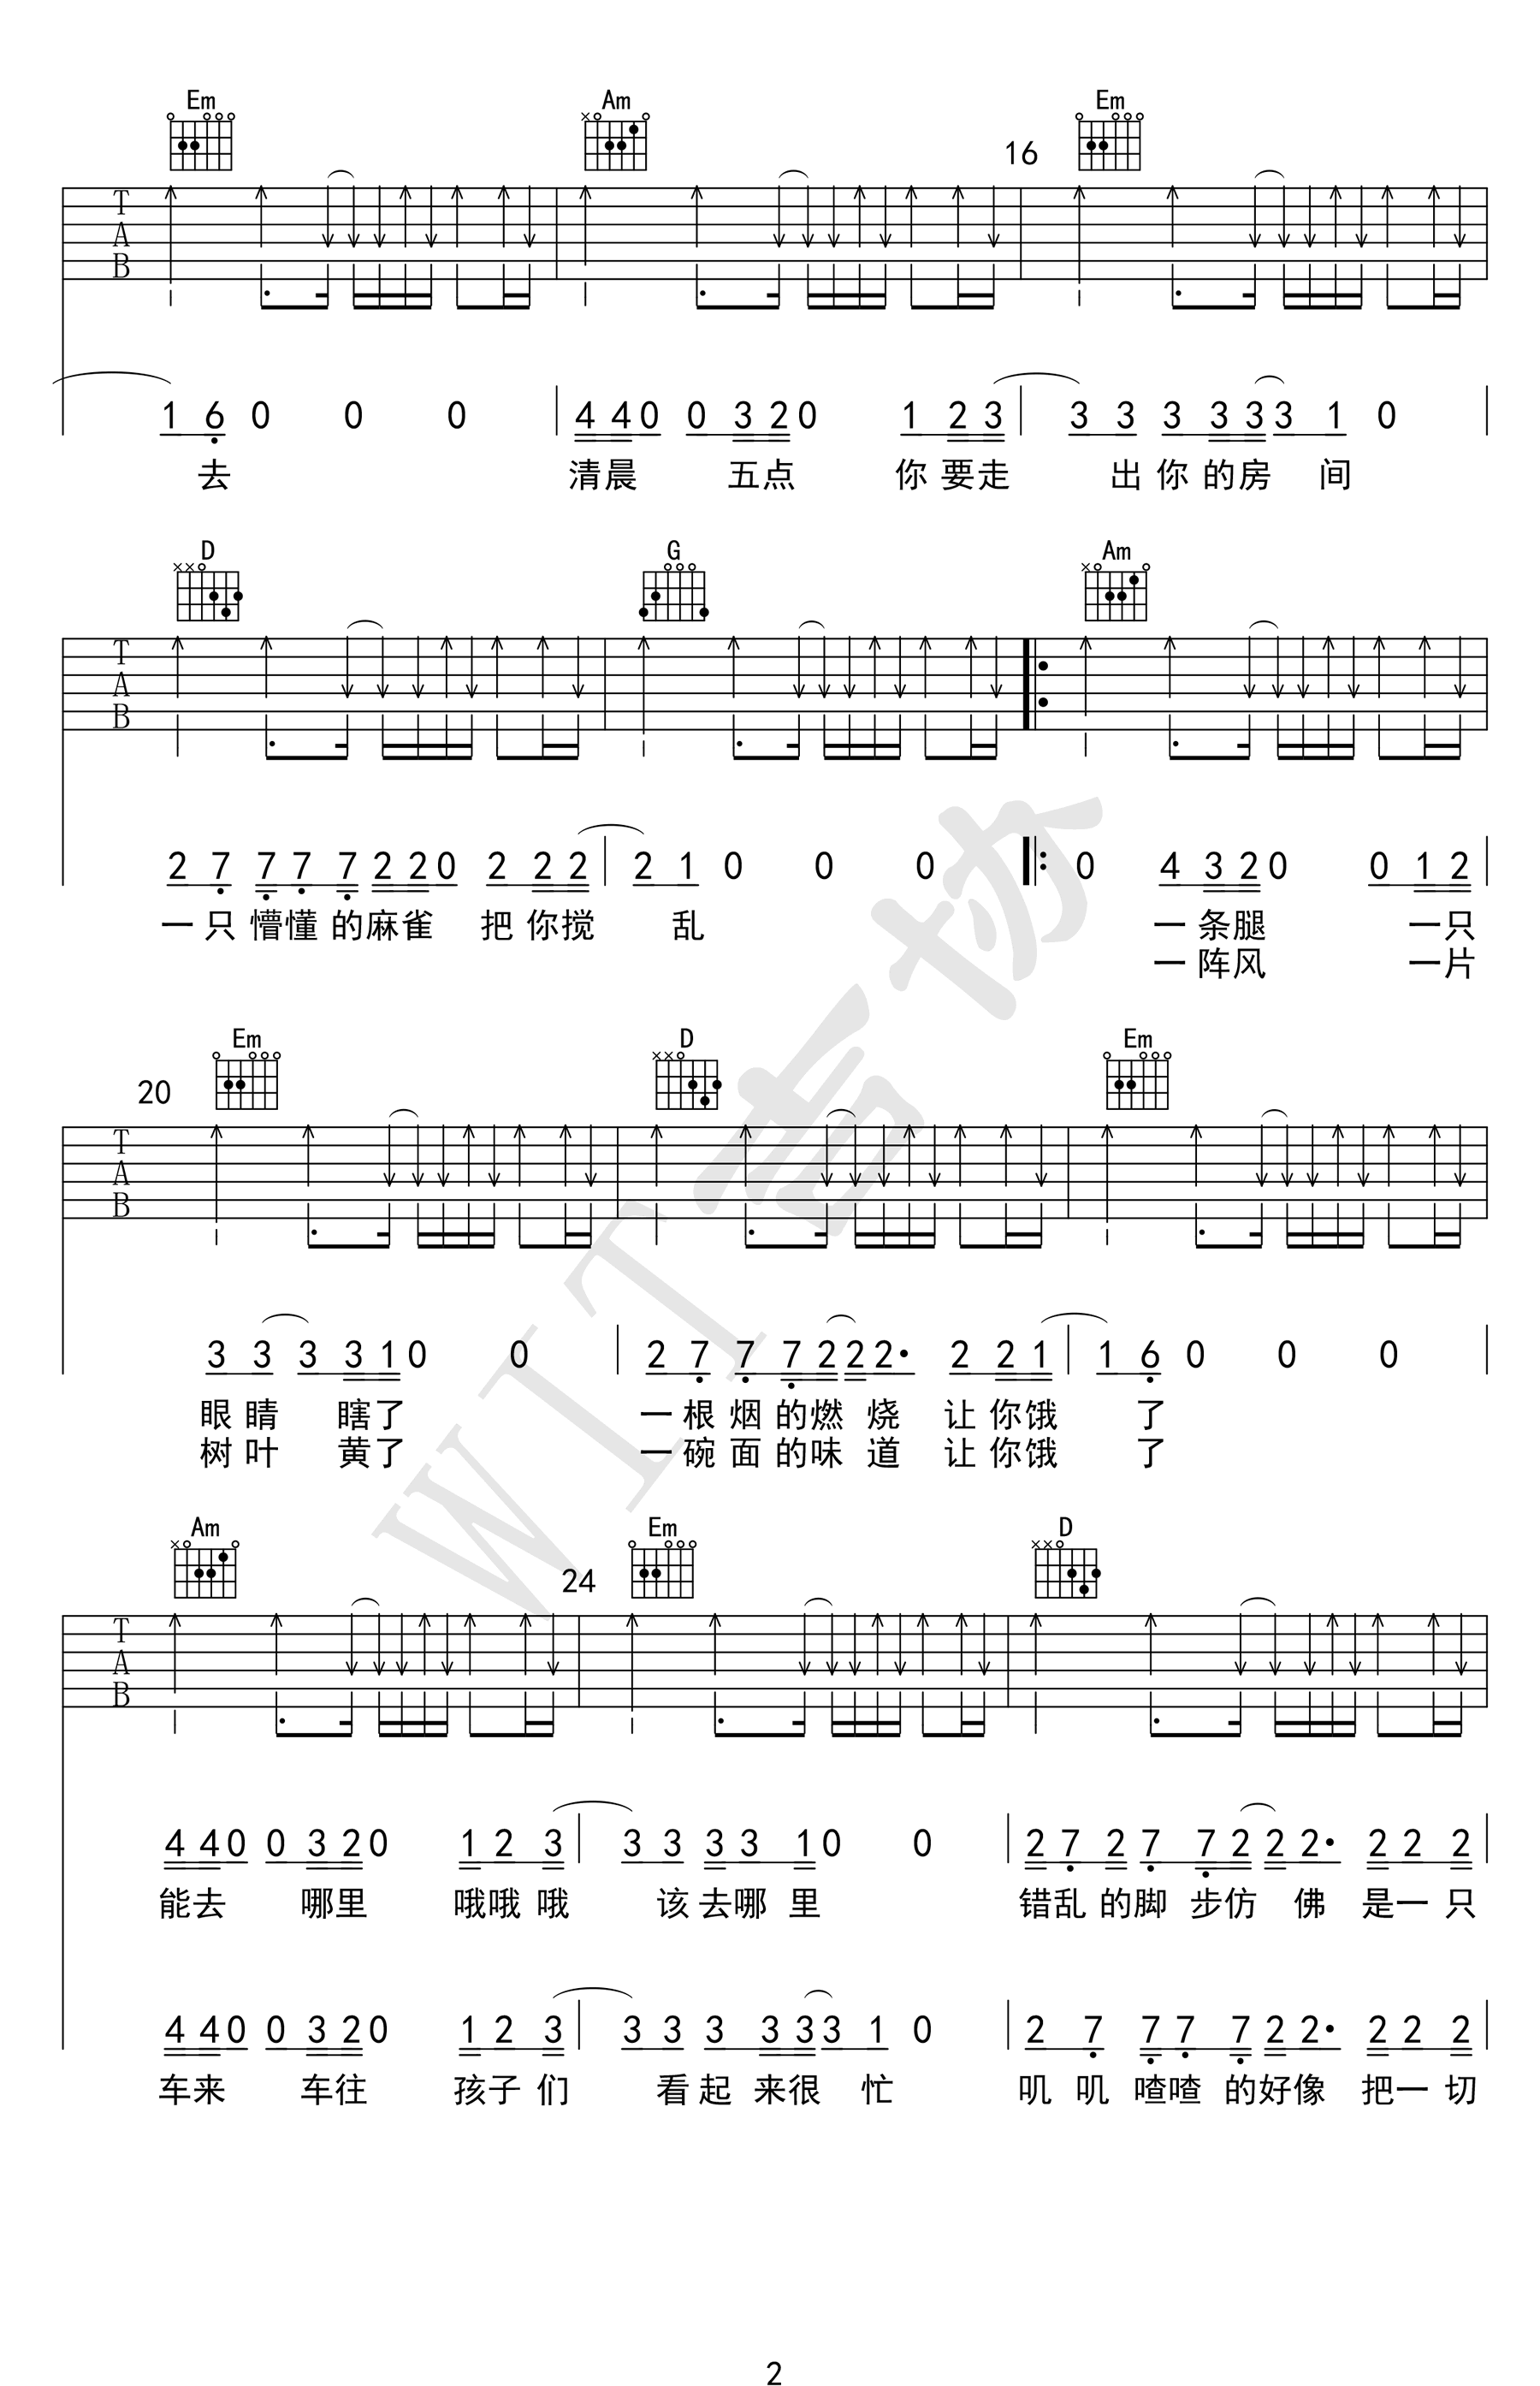 Em Am Em
16
T
A
B
1 6 0 0 0 4 4 0 0 3 2 0 1 2 3 3 3 3 3 3 3 1 0
去 清晨 五点 你 要走 出 你 的房 间
D G Am
T
A
B
2 7 7 7 7 2 2 0 2 2 2 2 1 0 0 0 0 4 3 2 0 0 1 2
一只 懵懂 的麻雀 把 你搅 乱 一 条腿 一只
一 阵风 一片
Em D Em
20
T
A
B
3 3 3 3 1 0 0 2 7 7 7 2 2 2· 2 2 1 1 6 0 0 0
眼 睛 瞎了 一 根 烟 的燃 烧 让 你饿 了
树 叶 黄了 一 碗 面 的味 道 让 你饿 了
Am Em D
24
T
A
B
4 4 0 0 3 2 0 1 2 3 3 3 3 3 1 0 0 2 7 2 7 7 2 2 2· 2 2 2
能去 哪里 哦哦 哦 该 去哪 里 错乱 的脚 步仿 佛 是一 只
4 4 0 0 3 2 0 1 2 3 3 3 3 3 3 3 1 0 2 7 7 7 7 2 2· 2 2 2
车来 车往 孩子 们 看 起 来很 忙 叽 叽 喳喳 的好像 把一 切
WIT吉协
2